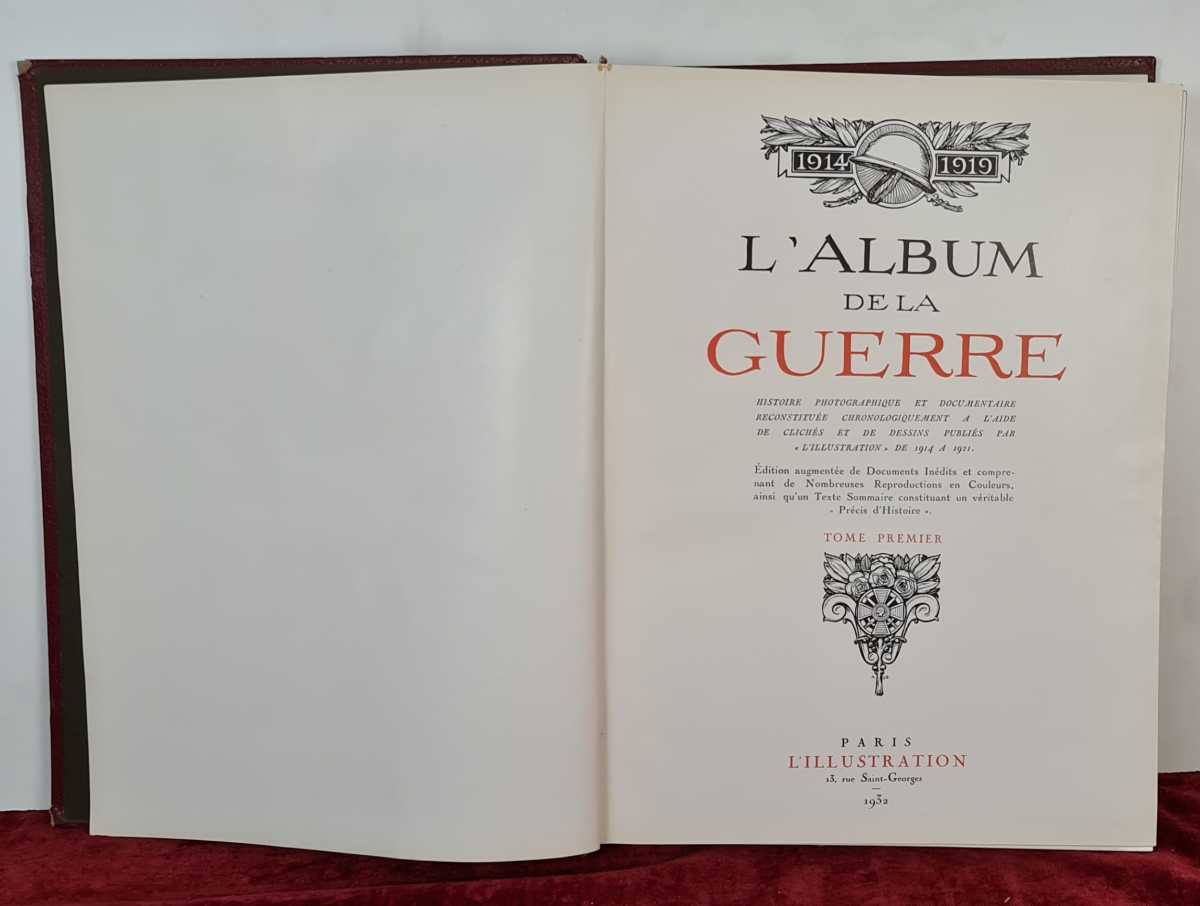 1914 1919
L'ALBUM
DE LA
GUERRE
HISTOIRE PHOTOGRAPHIQUE ET DOCUMENTAIRE
RECONSTITUÉE CHRONOLOGIQUEMENT A L'AIDE
DE CLICHÉS ET DE DESSINS PUBLIÉS PAR
« L'ILLUSTRATION » DE 1914 A 1921.
Édition augmentée de Documents Inédits et compre-
nant de Nombreuses Reproductions en Couleurs,
ainsi qu'un Texte Sommaire constituant un véritable
« Précis d'Histoire ».
TOME PREMIER
PARIS
L'ILLUSTRATION
13, rue Saint-Georges
—
1932